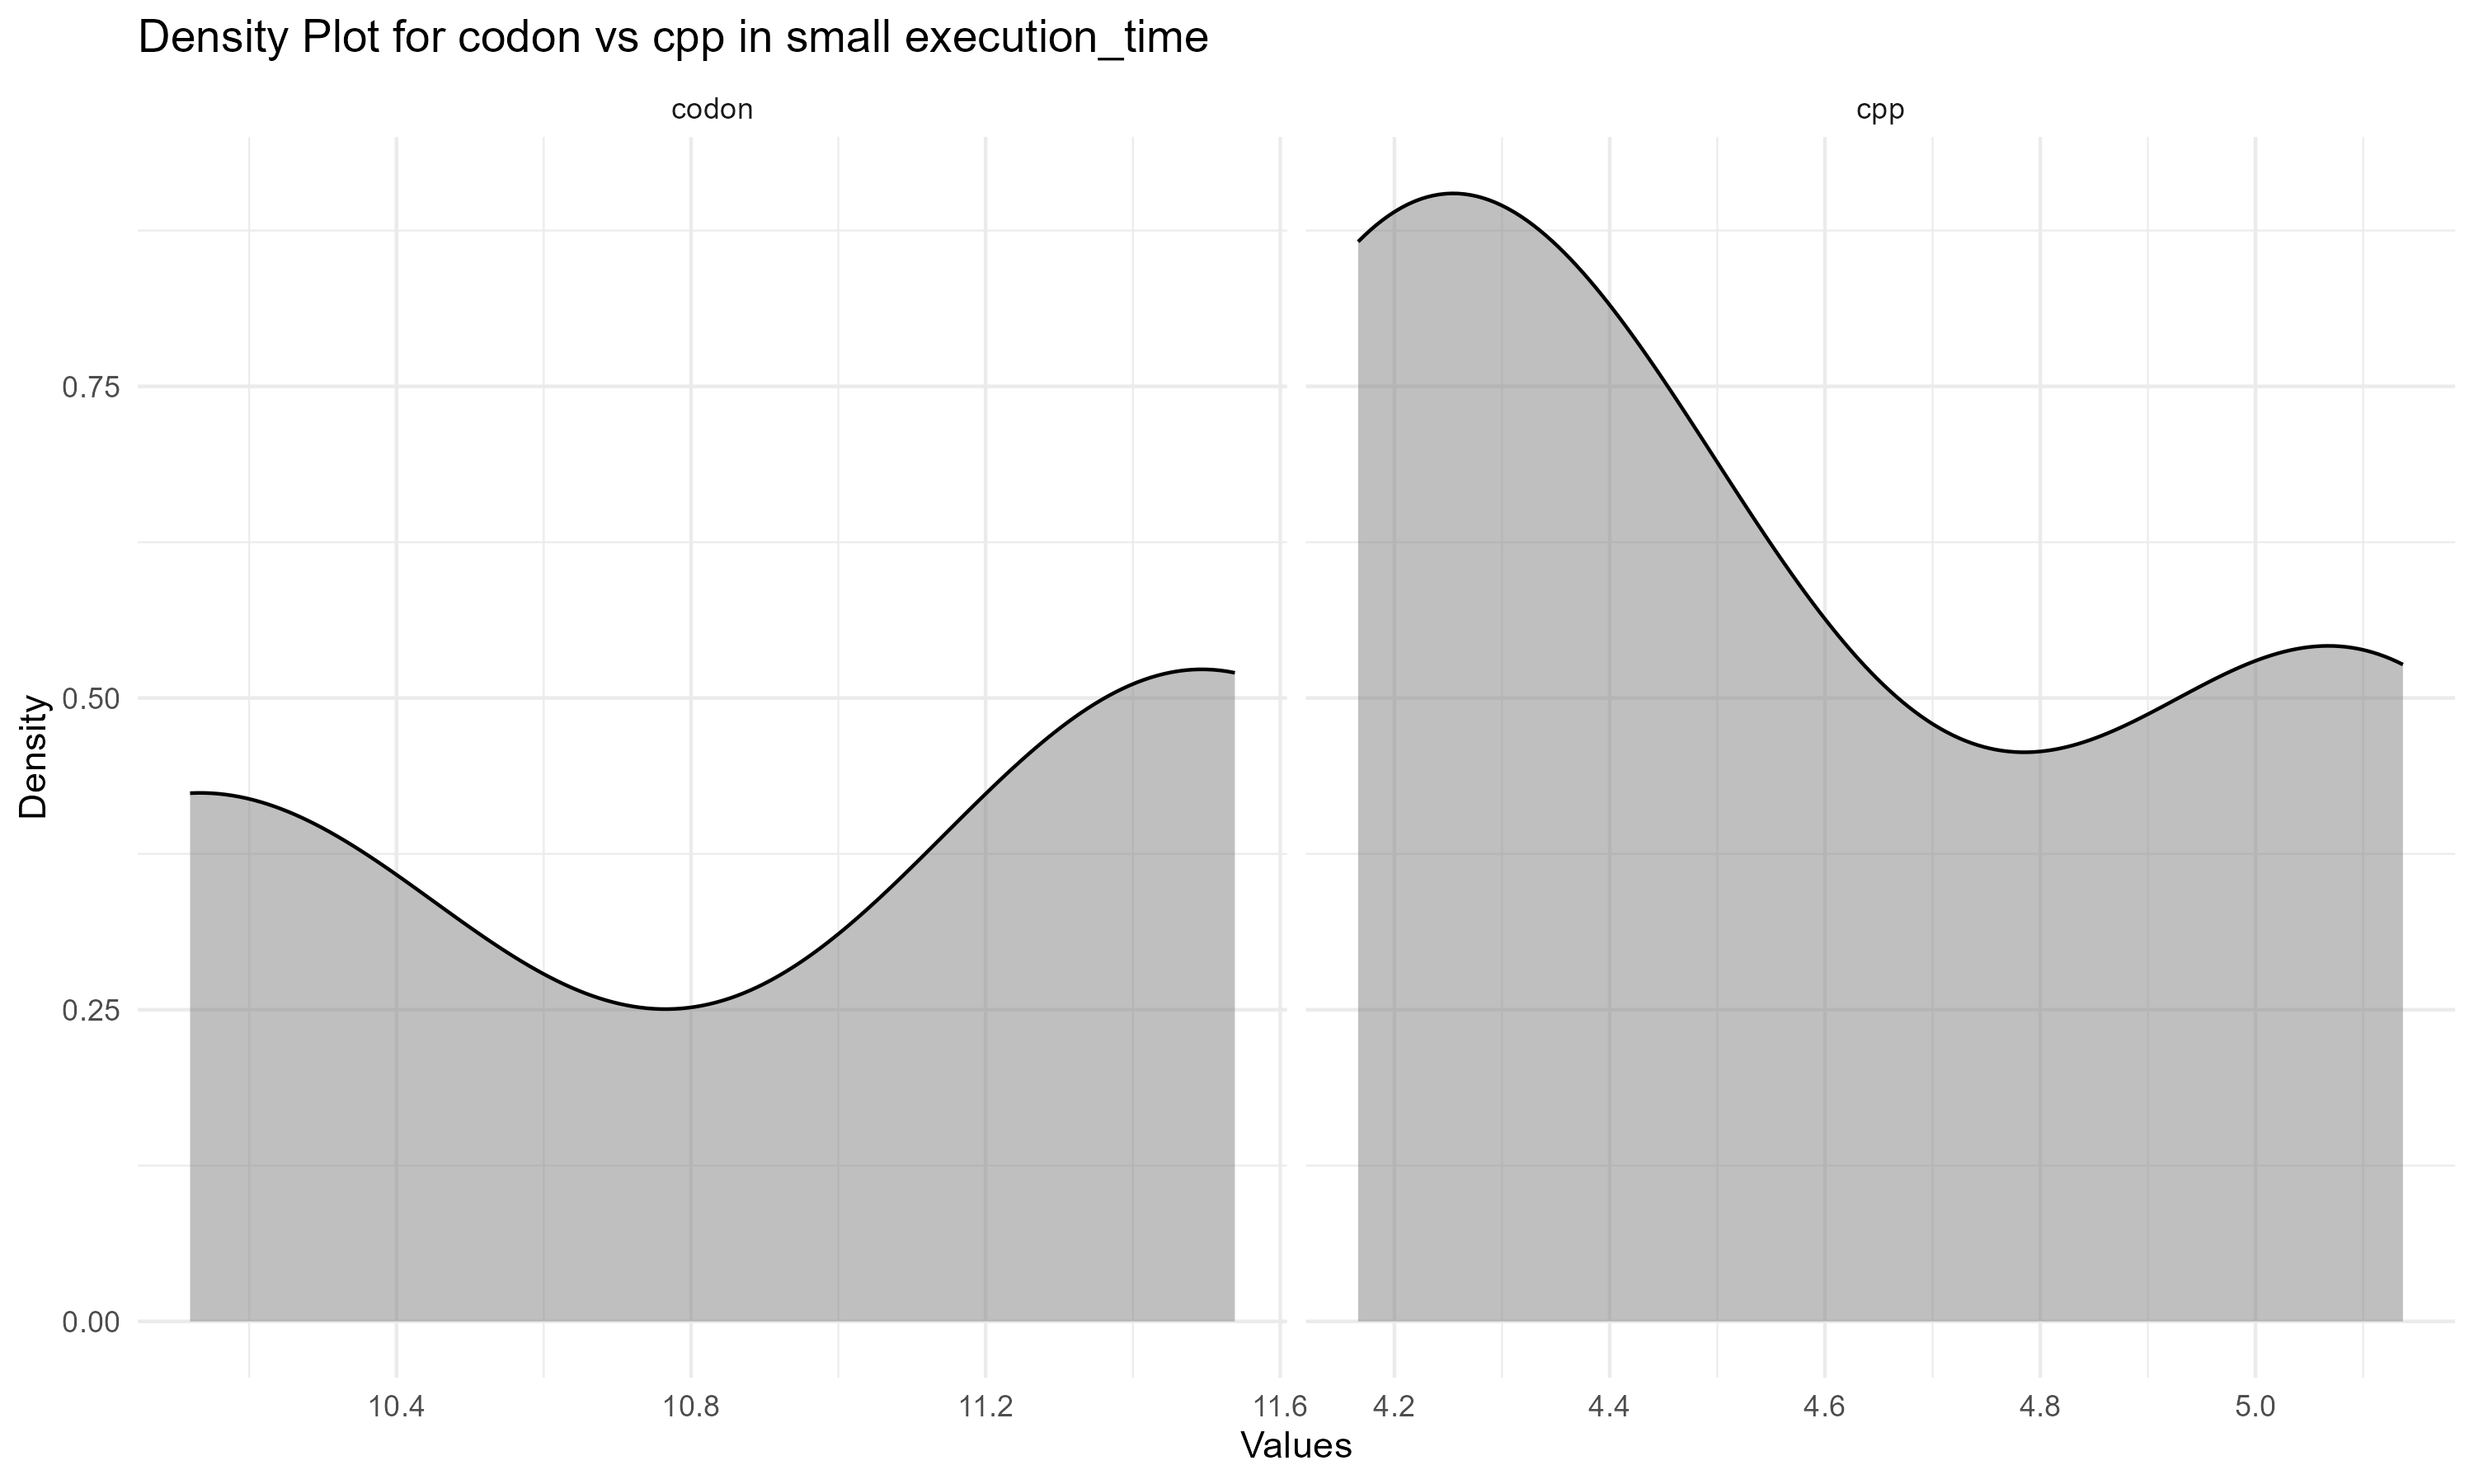 Density Plot for codon vs cpp in small execution_time
codon
cpp
Density
0.75
0.50
0.25
0.00
10.4
10.8
11.2
11.6
4.2
4.4
4.6
4.8
5.0
Values